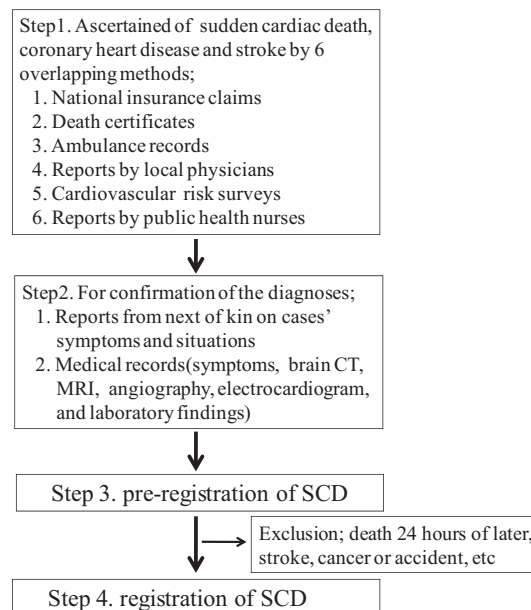 Step1. Ascertained of sudden cardiac death,
coronary heart disease and stroke by 6
overlapping methods;
1. National insurance claims
2. Death certificates
3. Ambulance records
4. Reports by local physicians
5. Cardiovascular risk surveys
6. Reports by public health nurses
Step2. For confirmation of the diagnoses;
1. Reports from next of kin on cases'
symptoms and situations
2. Medical records(symptoms, brain CT,
MRI, angiography, electrocardiogram,
and laboratory findings)
Step 3. pre-registration of SCD
Exclusion; death 24 hours of later,
stroke, cancer or accident, etc
Step 4. registration of SCD